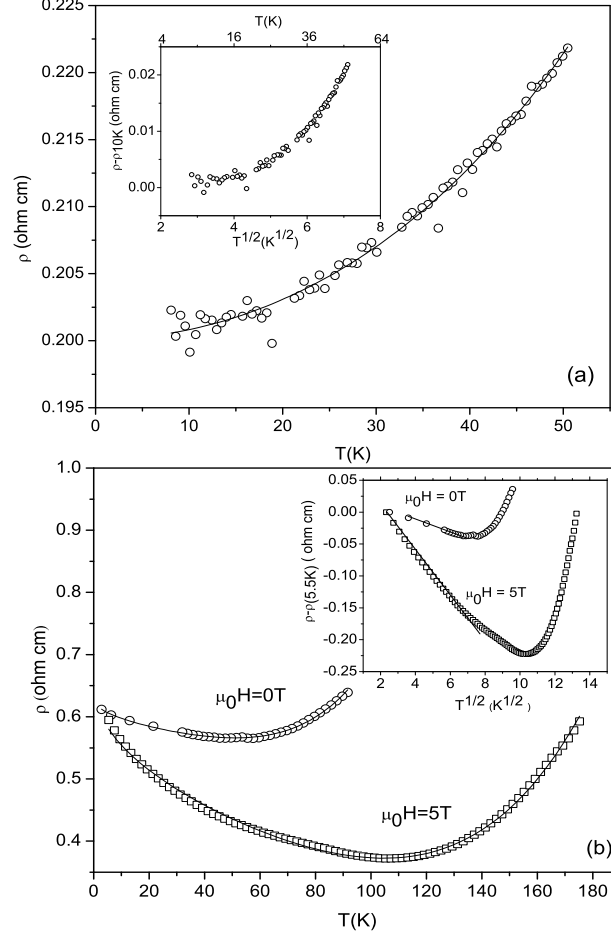 T(K)
4 16 36 64
0.225
0.220
0.215
0.210
0.205
0.200
0.195
ρ (ohm cm)
0.02
0.01
0.00
ρ-ρ10K (ohm cm)
2 4 6 8
T1/2(K1/2)
(a)
0 10 20 30 40 50
T(K)
1.0
0.9
0.8
0.7
0.6
0.5
0.4
ρ (ohm cm)
0.05
0.00
-0.05
-0.10
-0.15
-0.20
-0.25
ρ-ρ(5.5K) ( ohm cm)
μ0H = 0T
μ0H = 5T
2 4 6 8 10 12 14
T1/2 (K1/2)
μ0H=0T
μ0H=5T
(b)
0 20 40 60 80 100 120 140 160 180
T(K)